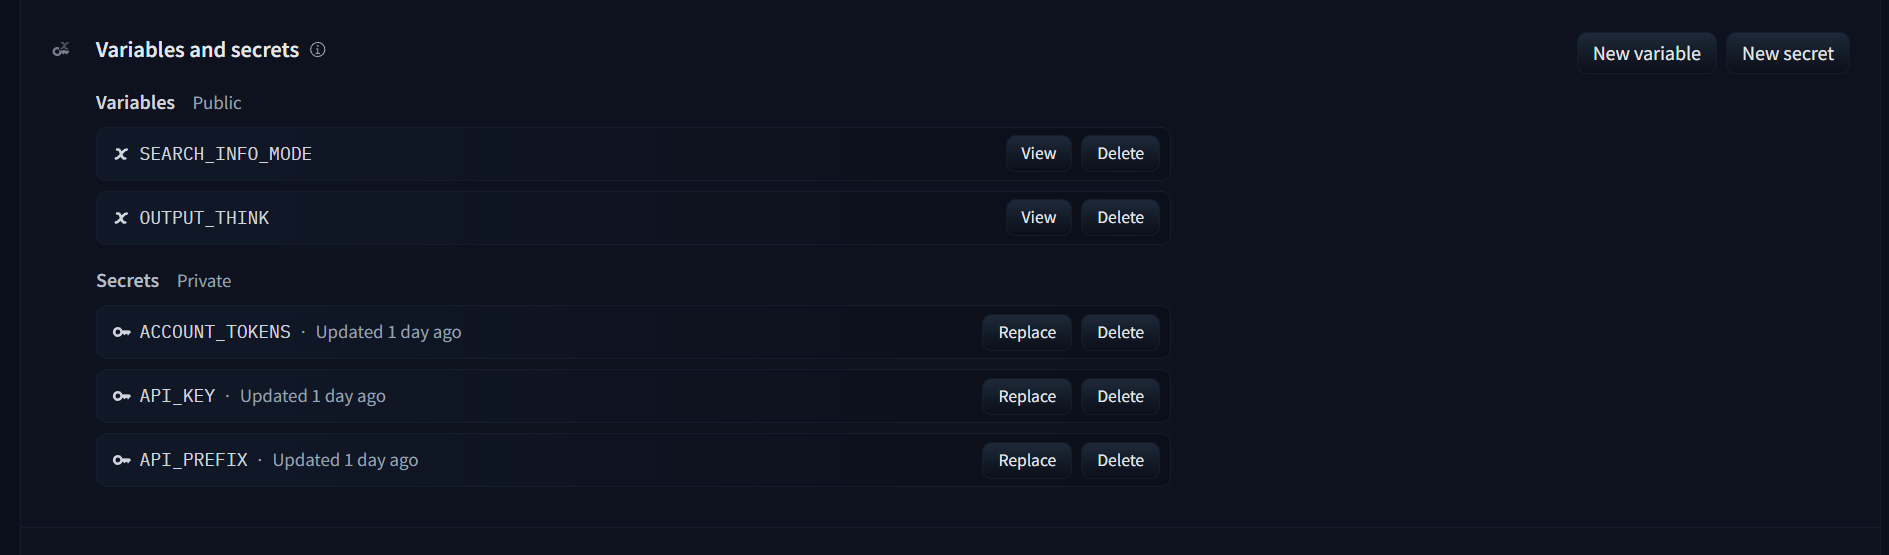 Variables and secrets
New variable New secret
Variables Public
SEARCH_INFO_MODE View Delete
OUTPUT_THINK View Delete
Secrets Private
ACCOUNT_TOKENS · Updated 1 day ago Replace Delete
API_KEY · Updated 1 day ago Replace Delete
API_PREFIX · Updated 1 day ago Replace Delete